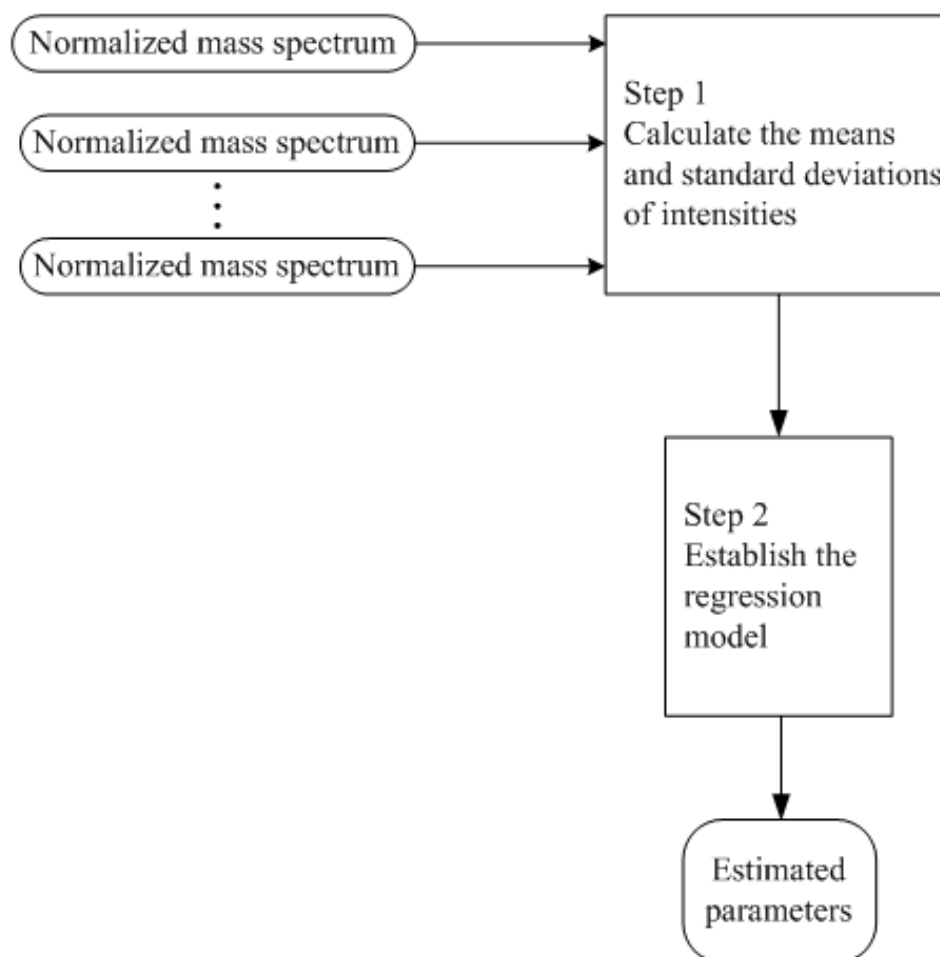 Normalized mass spectrum
Normalized mass spectrum
Normalized mass spectrum
Step 1
Calculate the means
and standard deviations
of intensities
Step 2
Establish the
regression
model
Estimated
parameters